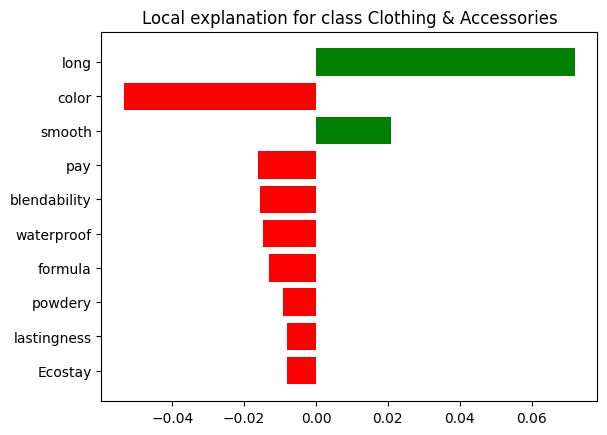 Local explanation for class Clothing & Accessories
long
color
smooth
pay
blendability
waterproof
formula
powdery
lastingness
Ecostay
−0.04 −0.02 0.00 0.02 0.04 0.06